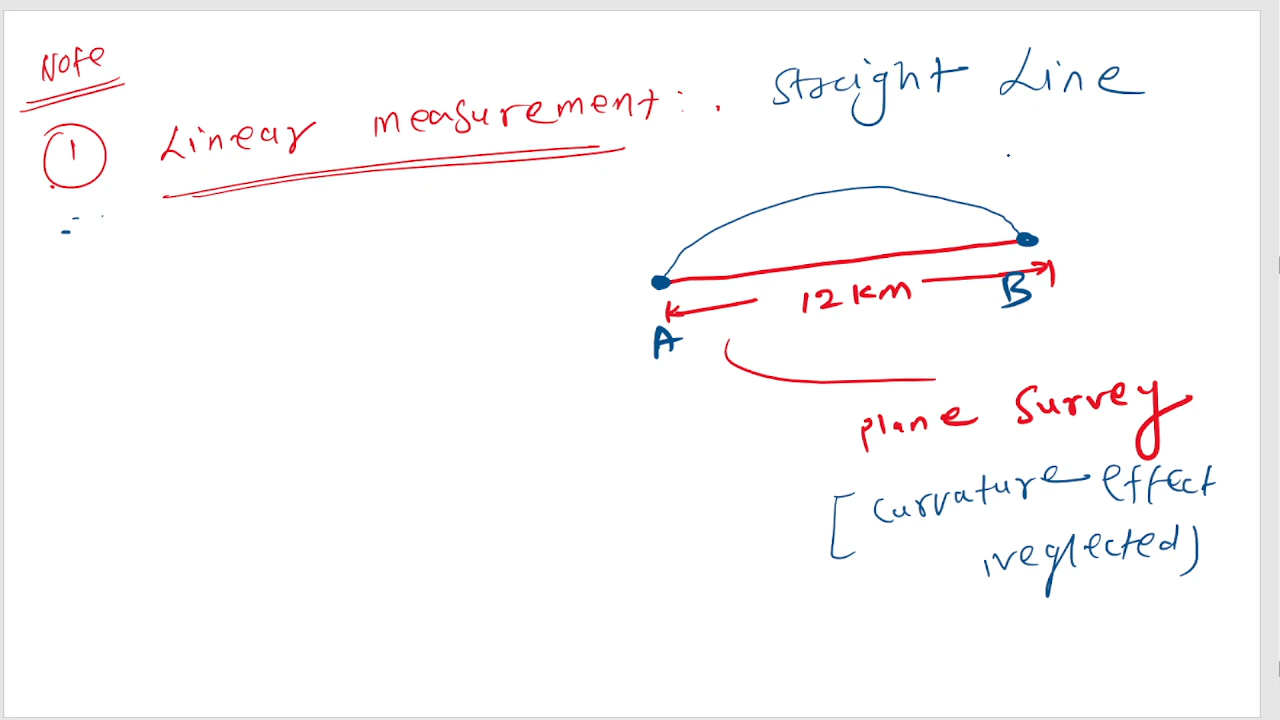 Note
1 Linear measurement:. straight Line
12 Km
A B
plane survey
[curvature effect
neglected)